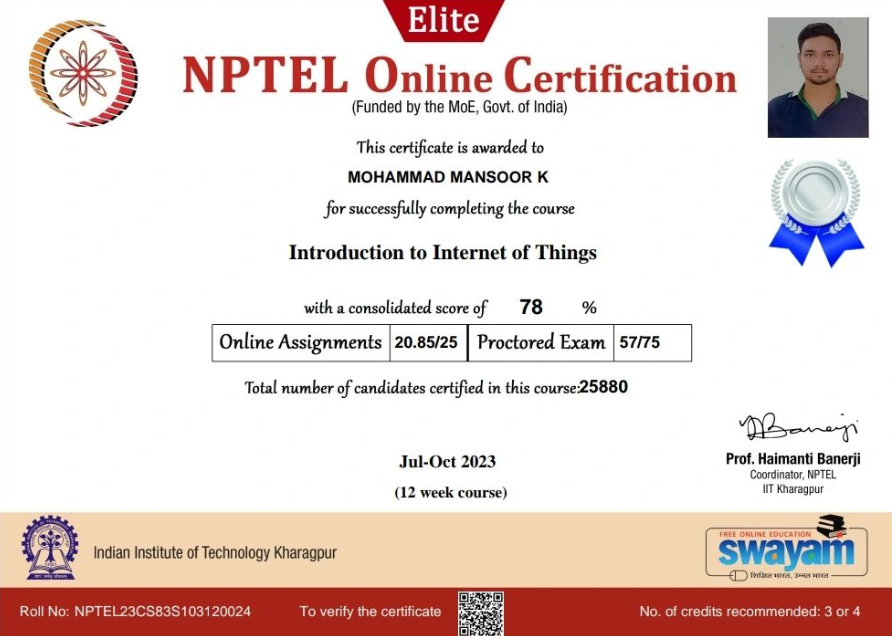 Elite
NPTEL Online Certification
(Funded by the MoE, Govt. of India)
This certificate is awarded to
MOHAMMAD MANSOOR K
for successfully completing the course
Introduction to Internet of Things
with a consolidated score of 78 %
Online Assignments 20.85/25 Proctored Exam 57/75
Total number of candidates certified in this course:25880
Jul-Oct 2023
(12 week course)
Prof. Haimanti Banerji
Coordinator, NPTEL
IIT Kharagpur
Indian Institute of Technology Kharagpur
FREE ONLINE EDUCATION
swayam
शिक्षित भारत, उन्नत भारत
Roll No: NPTEL23CS83S103120024 To verify the certificate No. of credits recommended: 3 or 4